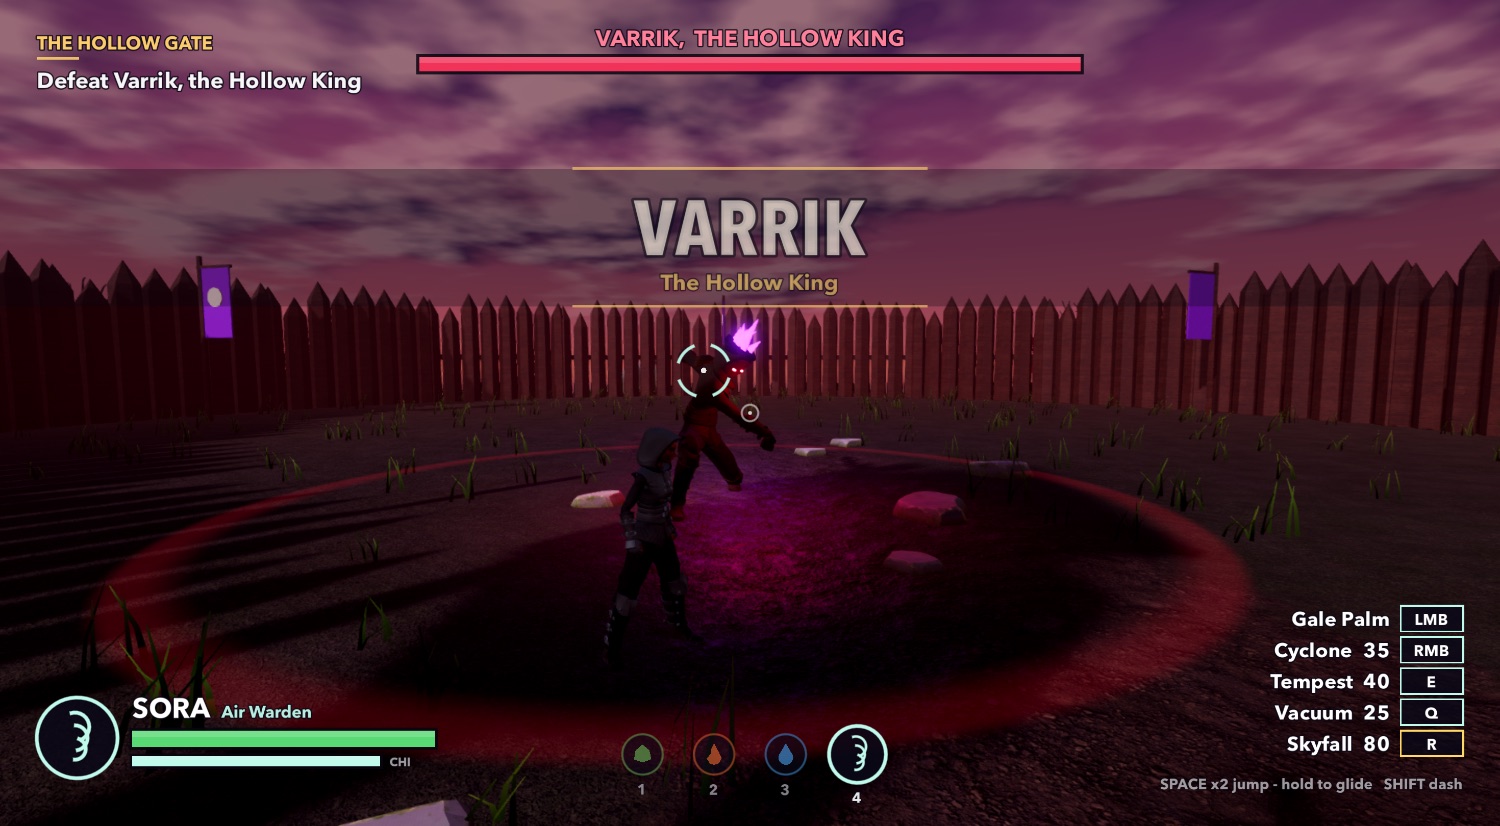 THE HOLLOW GATE
Defeat Varrik, the Hollow King
VARRIK, THE HOLLOW KING
VARRIK
The Hollow King
SORA Air Warden
CHI
1 2 3 4
Gale Palm LMB
Cyclone 35 RMB
Tempest 40 E
Vacuum 25 Q
Skyfall 80 R
SPACE x2 jump - hold to glide SHIFT dash